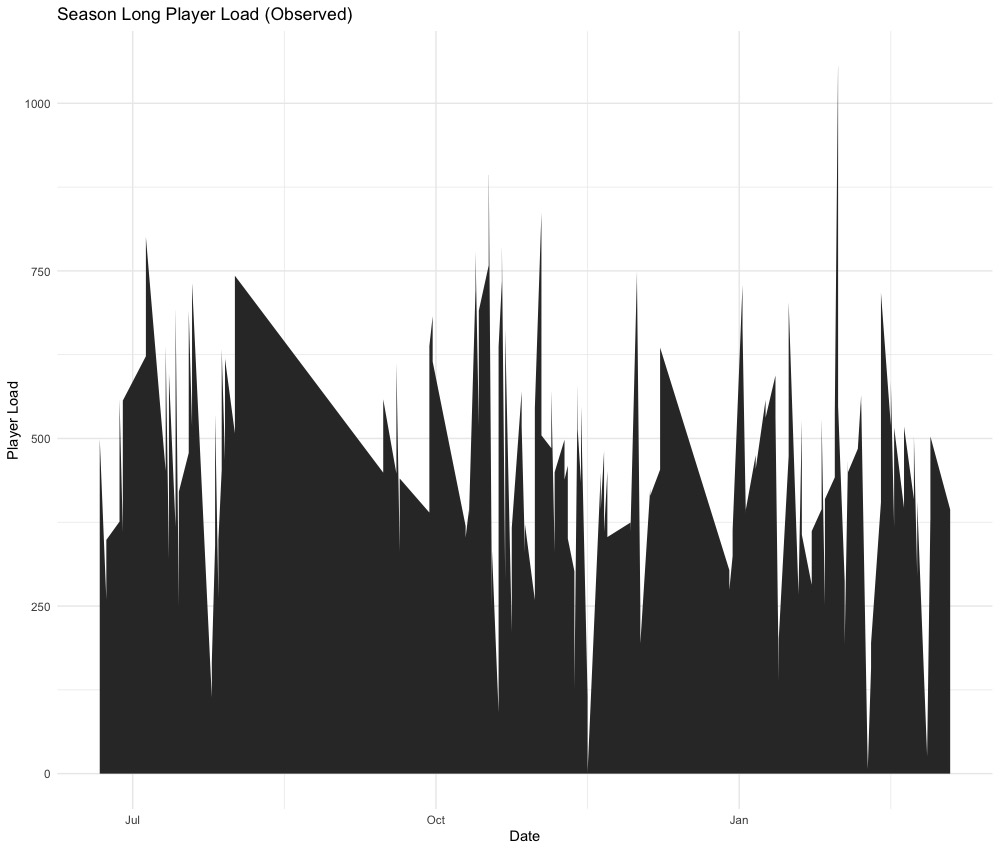 Season Long Player Load (Observed)
1000
750
500
250
0
Player Load
Jul
Oct
Jan
Date